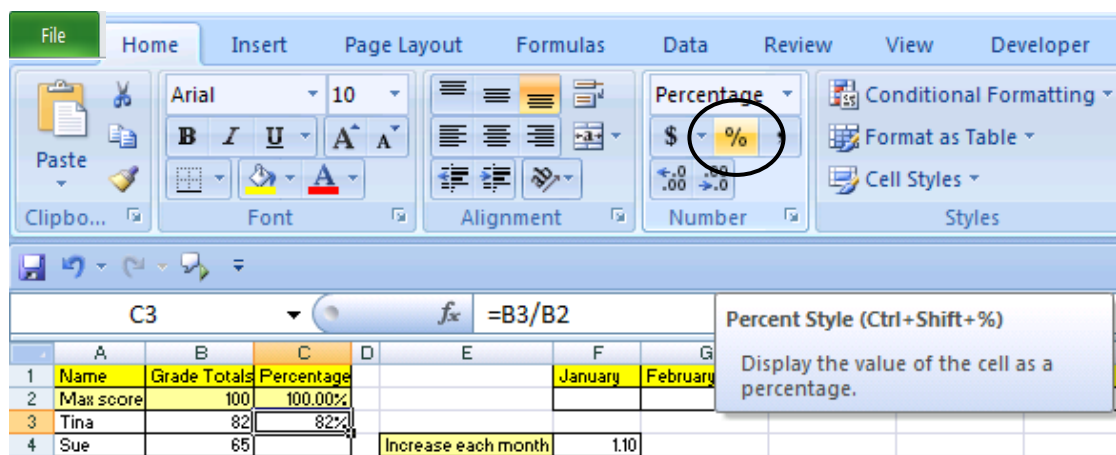 File Home Insert Page Layout Formulas Data Review View Developer
Arial 10 Percentage Conditional Formatting
B I U A A $ % , Format as Table
Paste Cell Styles
Clipbo... Font Alignment Number Styles
C3 fx =B3/B2
Percent Style (Ctrl+Shift+%)
Display the value of the cell as a
percentage.
A B C D E F G
1 Name Grade Totals Percentage January February
2 Max score 100 100.00%
3 Tina 82 82%
4 Sue 65 Increase each month 1.10